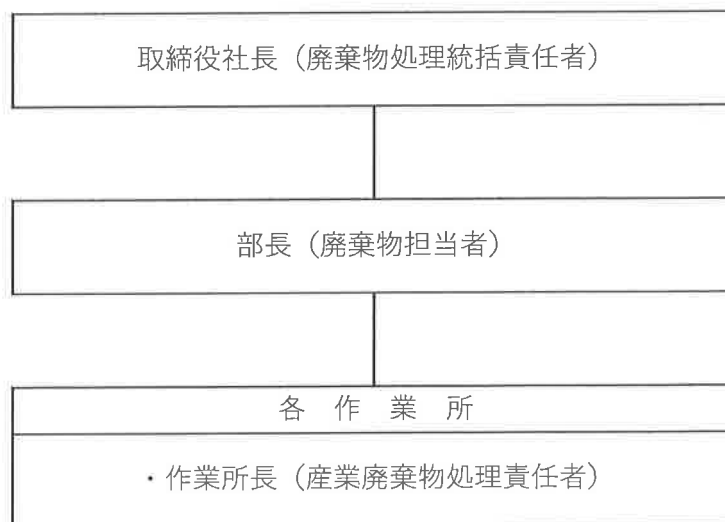 取締役社長（廃棄物処理統括責任者）
部長（廃棄物担当者）
各　作　業　所
・作業所長（産業廃棄物処理責任者）